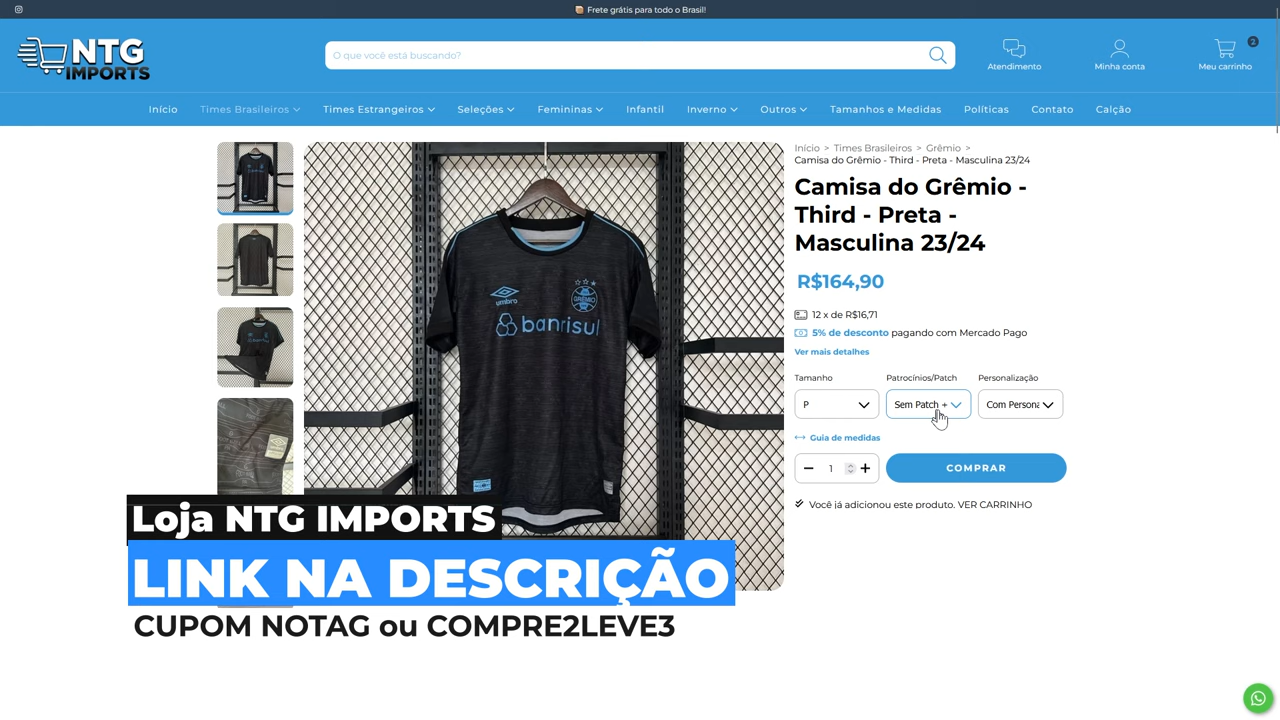 Frete grátis para todo o Brasil!
NTG
IMPORTS
O que você está buscando?
Atendimento
Minha conta
2
Meu carrinho
Início
Times Brasileiros
Times Estrangeiros
Seleções
Femininas
Infantil
Inverno
Outros
Tamanhos e Medidas
Políticas
Contato
Calção
Início > Times Brasileiros > Grêmio >
Camisa do Grêmio - Third - Preta - Masculina 23/24
Camisa do Grêmio -
Third - Preta -
Masculina 23/24
R$164,90
12 x de R$16,71
5% de desconto pagando com Mercado Pago
Ver mais detalhes
Tamanho
Patrocínios/Patch
Personalização
P
Sem Patch +
Com Persona
Guia de medidas
1
COMPRAR
Você já adicionou este produto. VER CARRINHO
umbro
GRÊMIO
banrisul
Loja NTG IMPORTS
LINK NA DESCRIÇÃO
CUPOM NOTAG ou COMPRE2LEVE3